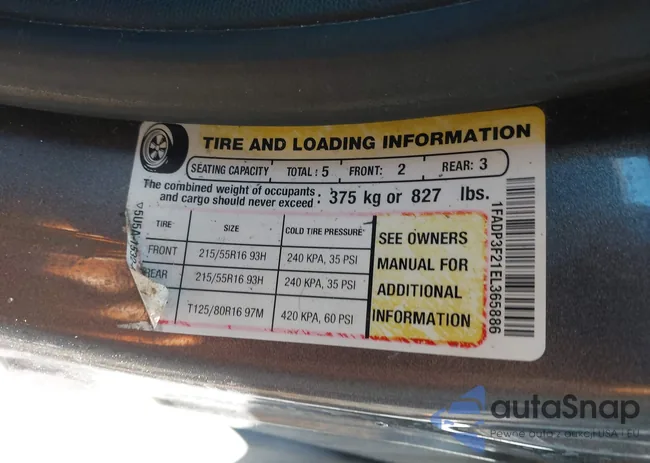 TIRE AND LOADING INFORMATION
SEATING CAPACITY TOTAL : 5 FRONT: 2 REAR: 3
The combined weight of occupants and cargo should never exceed : 375 kg or 827 lbs.
TIRE SIZE COLD TIRE PRESSURE
FRONT 215/55R16 93H 240 KPA, 35 PSI
REAR 215/55R16 93H 240 KPA, 35 PSI
T125/80R16 97M 420 KPA, 60 PSI
SEE OWNERS
MANUAL FOR
ADDITIONAL
INFORMATION
1FADP3F21EL365886
autaSnap